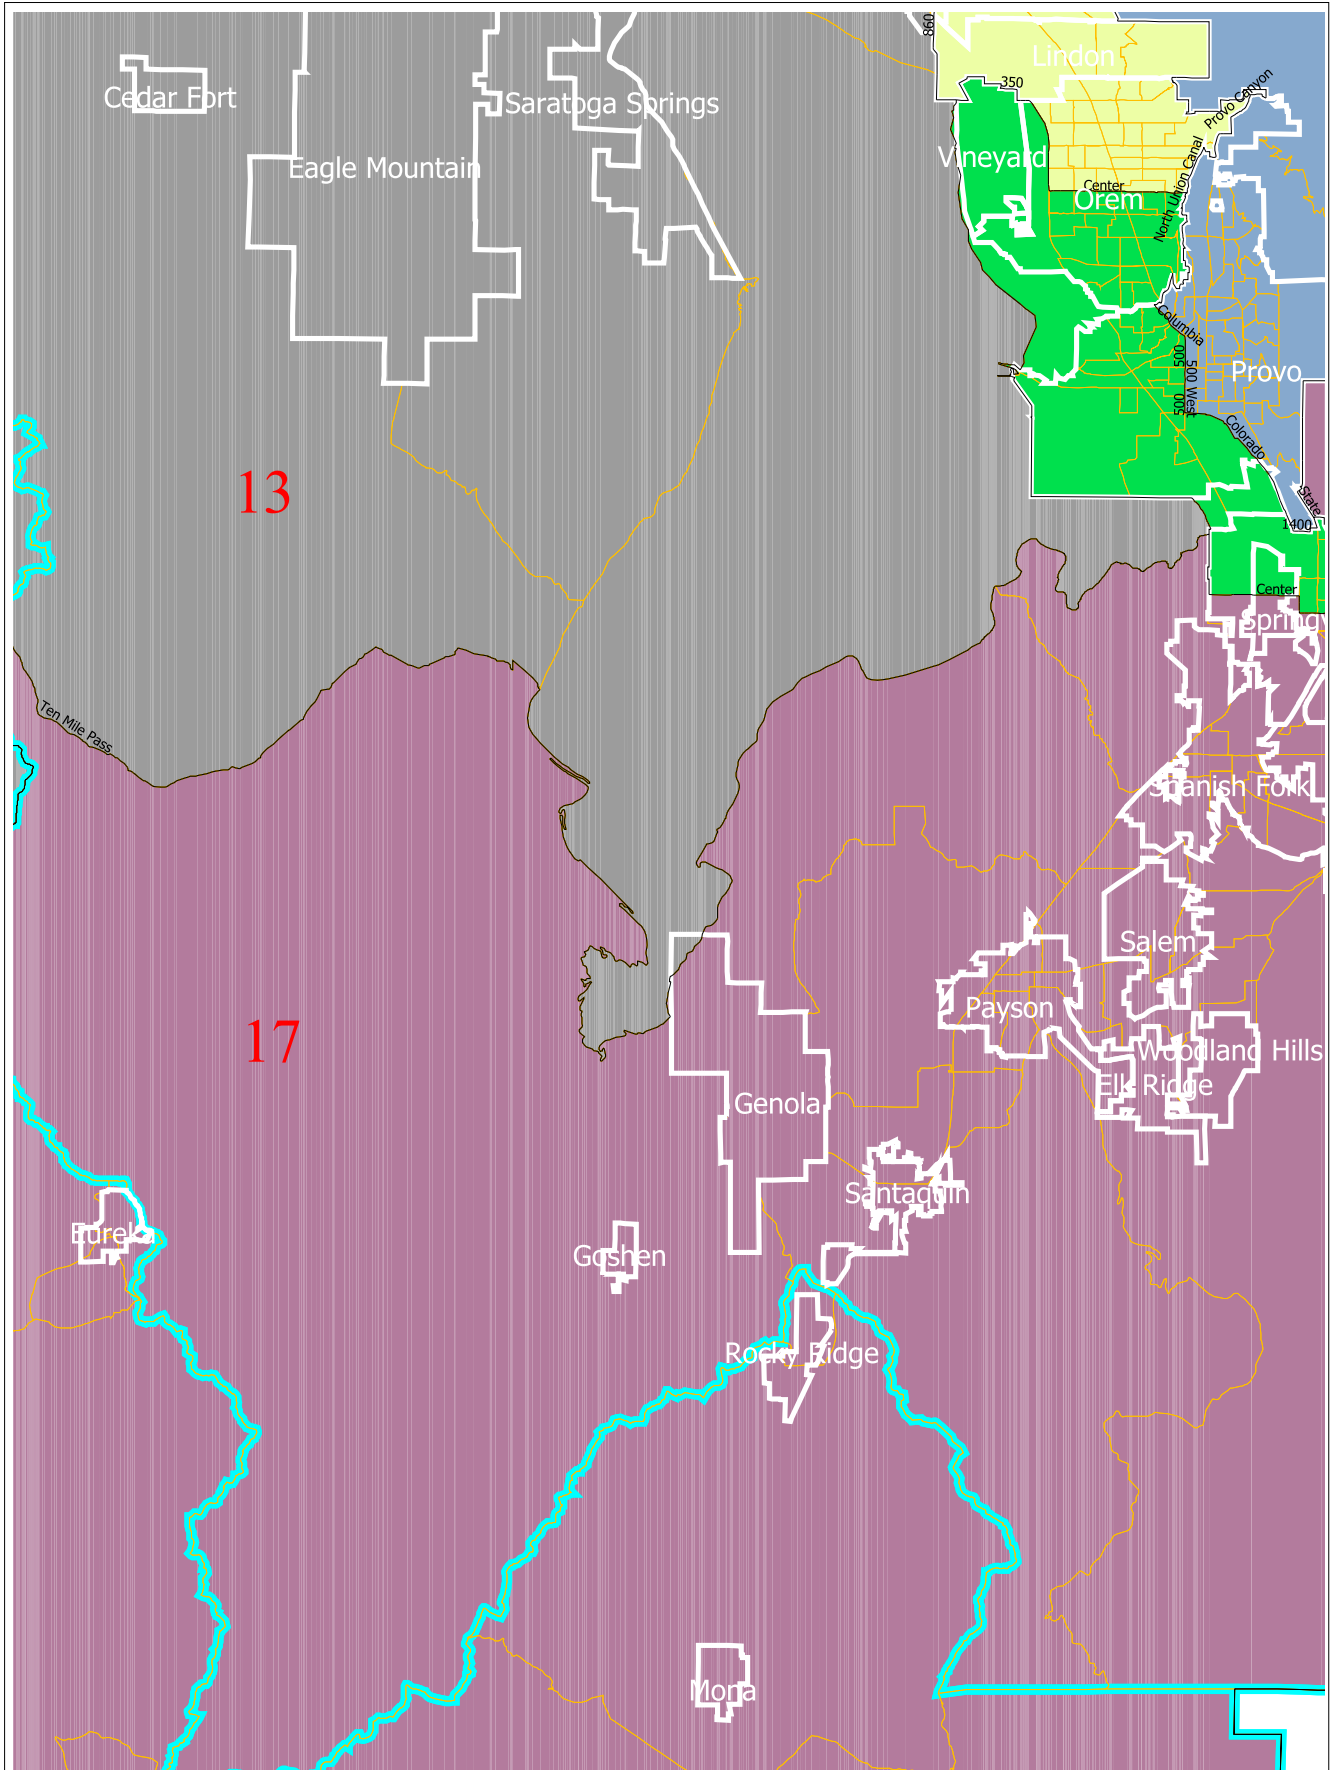 860
Lindon
350
Provo Canyon
Cedar Fort
Saratoga Springs
Eagle Mountain
Vineyard
North Union Canal
Center
Orem
Columbia
500
500 West
Provo
500
Colorado
13
State
1400
Center
Springv
Ten Mile Pass
Spanish Fork
Salem
Payson
17
Woodland Hills
Elk Ridge
Genola
Santaquin
Eureka
Goshen
Rocky Ridge
Mona